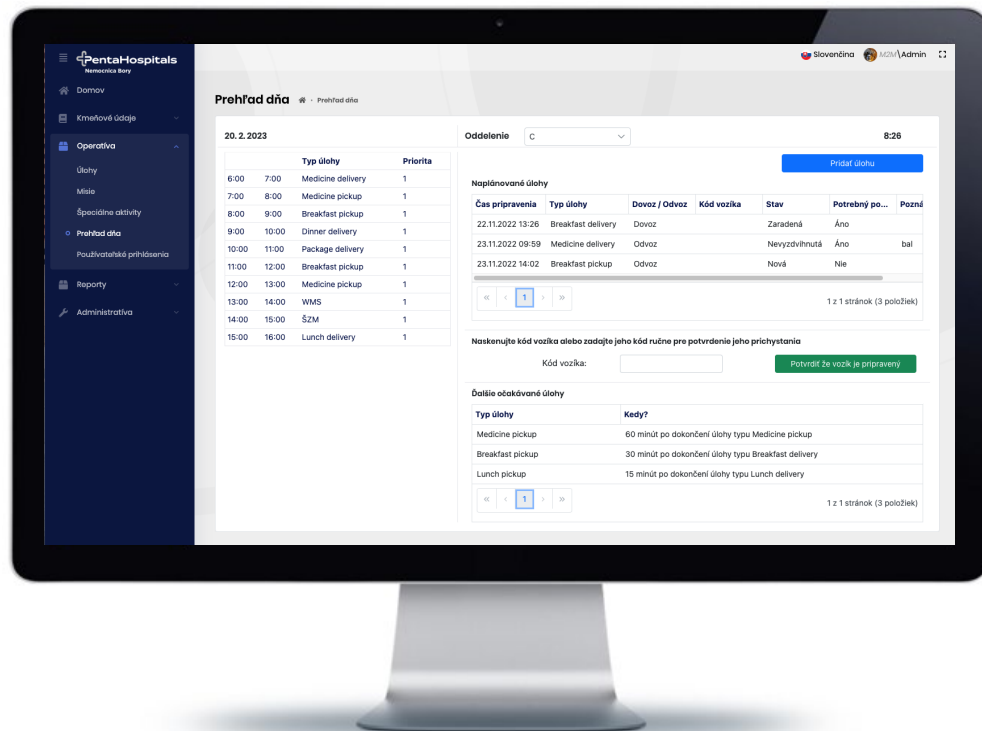 PentaHospitals
Nemocnica Bory
Slovenčina M2M\Admin
Domov
Kmeňové údaje
Operatíva
Úlohy
Misie
Špeciálne aktivity
Prehľad dňa
Používateľské prihlásenia
Reporty
Administratíva
Prehľad dňa · Prehľad dňa
20. 2. 2023
Typ úlohy Priorita
6:00 7:00 Medicine delivery 1
7:00 8:00 Medicine pickup 1
8:00 9:00 Breakfast pickup 1
9:00 10:00 Dinner delivery 1
10:00 11:00 Package delivery 1
11:00 12:00 Breakfast pickup 1
12:00 13:00 Medicine pickup 1
13:00 14:00 WMS 1
14:00 15:00 ŠZM 1
15:00 16:00 Lunch delivery 1
Oddelenie C 8:26
Pridať úlohu
Naplánované úlohy
Čas pripravenia Typ úlohy Dovoz / Odvoz Kód vozíka Stav Potrebný po... Pozná
22.11.2022 13:26 Breakfast delivery Dovoz Zaradená Áno
23.11.2022 09:59 Medicine delivery Odvoz Nevyzdvihnutá Áno bal
23.11.2022 14:02 Breakfast pickup Odvoz Nová Nie
« ‹ 1 › » 1 z 1 stránok (3 položiek)
Naskenujte kód vozíka alebo zadajte jeho kód ručne pre potvrdenie jeho prichystania
Kód vozíka: Potvrdiť že vozík je pripravený
Ďalšie očakávané úlohy
Typ úlohy Kedy?
Medicine pickup 60 minút po dokončení úlohy typu Medicine pickup
Breakfast pickup 30 minút po dokončení úlohy typu Breakfast delivery
Lunch pickup 15 minút po dokončení úlohy typu Lunch delivery
« ‹ 1 › » 1 z 1 stránok (3 položiek)